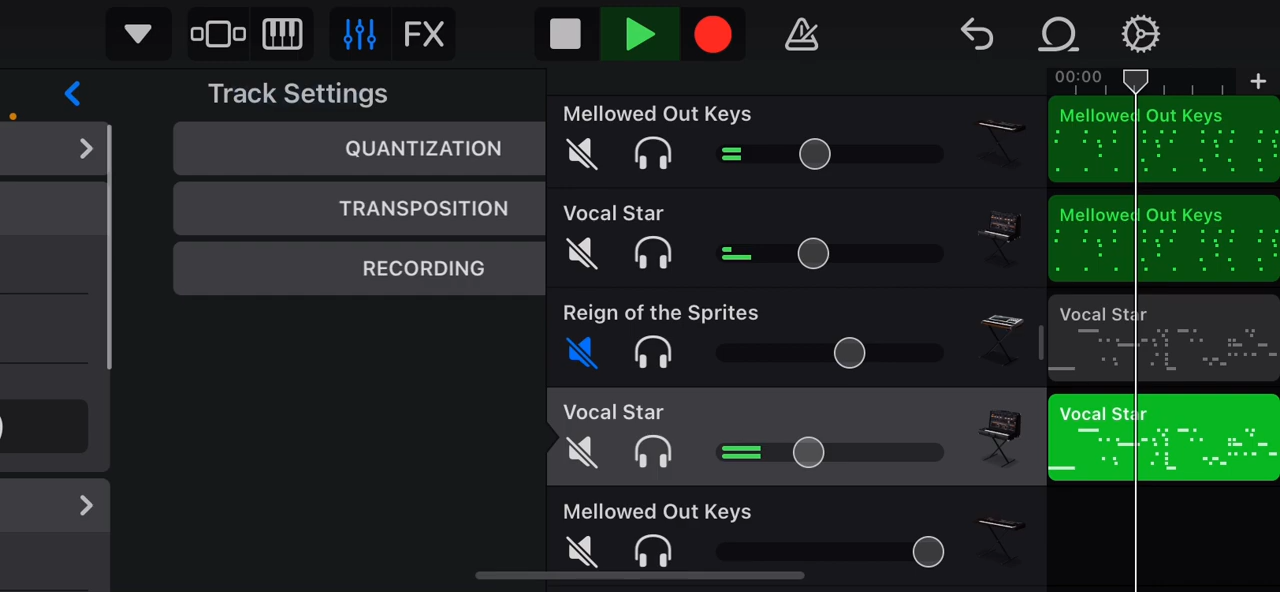 FX
Track Settings
QUANTIZATION
TRANSPOSITION
RECORDING
Mellowed Out Keys
Vocal Star
Reign of the Sprites
Vocal Star
Mellowed Out Keys
00:00
+
Mellowed Out Keys
Mellowed Out Keys
Vocal Star
Vocal Star